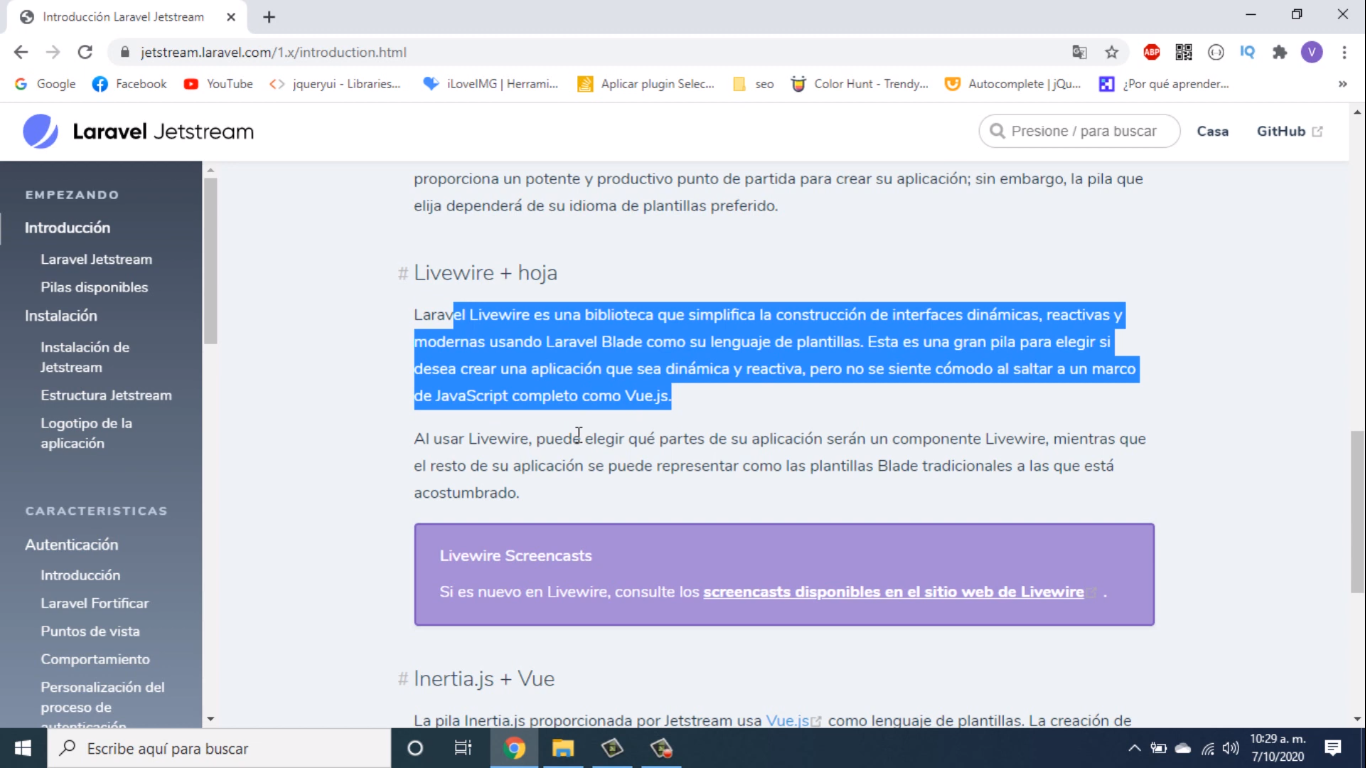 Introducción Laravel Jetstream
jetstream.laravel.com/1.x/introduction.html
ABP
IQ
V
Google
Facebook
YouTube
jqueryui - Libraries...
iLoveIMG | Herrami...
Aplicar plugin Selec...
seo
Color Hunt - Trendy...
Autocomplete | jQu...
¿Por qué aprender...
»
Laravel Jetstream
Presione / para buscar
Casa
GitHub
EMPEZANDO
Introducción
Laravel Jetstream
Pilas disponibles
Instalación
Instalación de
Jetstream
Estructura Jetstream
Logotipo de la
aplicación
CARACTERISTICAS
Autenticación
Introducción
Laravel Fortificar
Puntos de vista
Comportamiento
Personalización del
proceso de
autenticación
proporciona un potente y productivo punto de partida para crear su aplicación; sin embargo, la pila que
elija dependerá de su idioma de plantillas preferido.
# Livewire + hoja
Laravel Livewire es una biblioteca que simplifica la construcción de interfaces dinámicas, reactivas y
modernas usando Laravel Blade como su lenguaje de plantillas. Esta es una gran pila para elegir si
desea crear una aplicación que sea dinámica y reactiva, pero no se siente cómodo al saltar a un marco
de JavaScript completo como Vue.js.
Al usar Livewire, puede elegir qué partes de su aplicación serán un componente Livewire, mientras que
el resto de su aplicación se puede representar como las plantillas Blade tradicionales a las que está
acostumbrado.
Livewire Screencasts
Si es nuevo en Livewire, consulte los screencasts disponibles en el sitio web de Livewire .
# Inertia.js + Vue
La pila Inertia.js proporcionada por Jetstream usa Vue.js como lenguaje de plantillas. La creación de
Escribe aquí para buscar
10:29 a. m.
7/10/2020